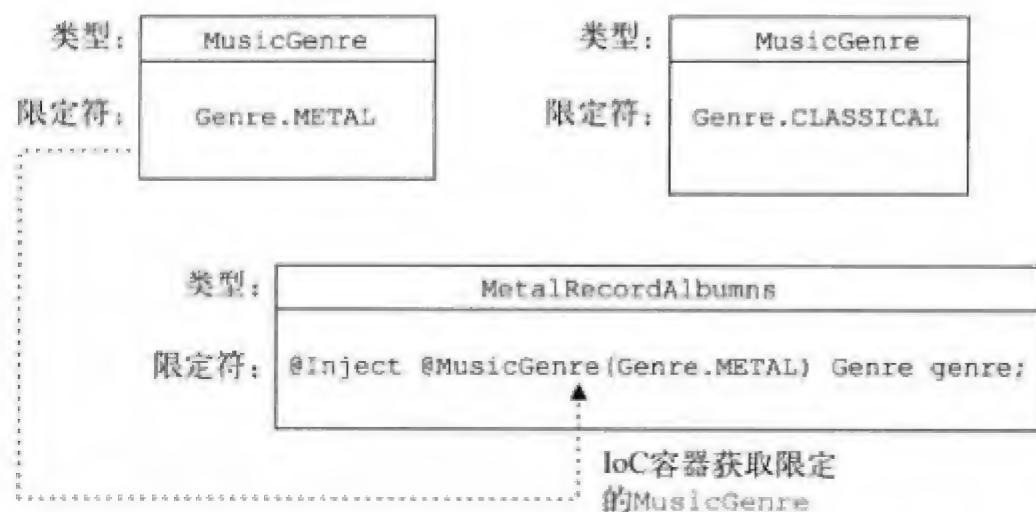 类型： MusicGenre 类型： MusicGenre
限定符： Genre.METAL 限定符： Genre.CLASSICAL
类型： MetalRecordAlbumns
限定符： @Inject @MusicGenre(Genre.METAL) Genre genre;
IoC容器获取限定
的MusicGenre